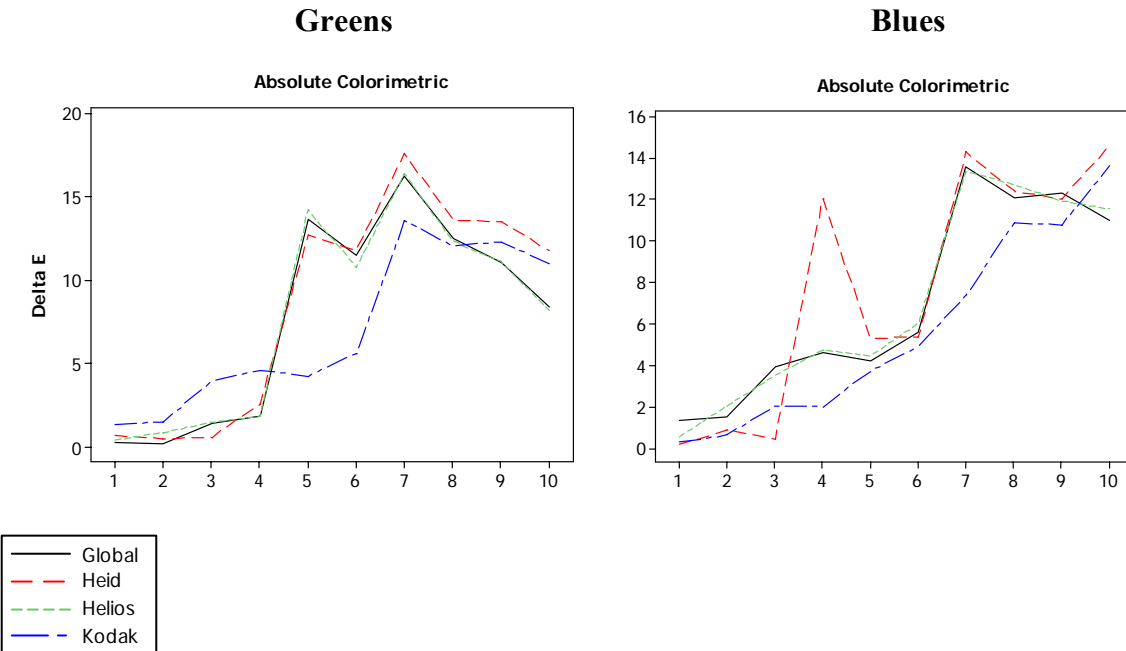 Greens
Blues
Absolute Colorimetric
Absolute Colorimetric
Delta E
20
15
10
5
0
1 2 3 4 5 6 7 8 9 10
16
14
12
10
8
6
4
2
0
1 2 3 4 5 6 7 8 9 10
Global
Heid
Helios
Kodak